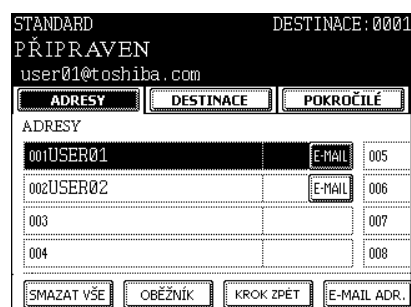 STANDARD DESTINACE:0001
PŘIPRAVEN
user01@toshiba.com
ADRESY DESTINACE POKROČILÉ
ADRESY
001USER01 E-MAIL 005
002USER02 E-MAIL 006
003 007
004 008
SMAZAT VŠE OBĚŽNÍK KROK ZPĚT E-MAIL ADR.